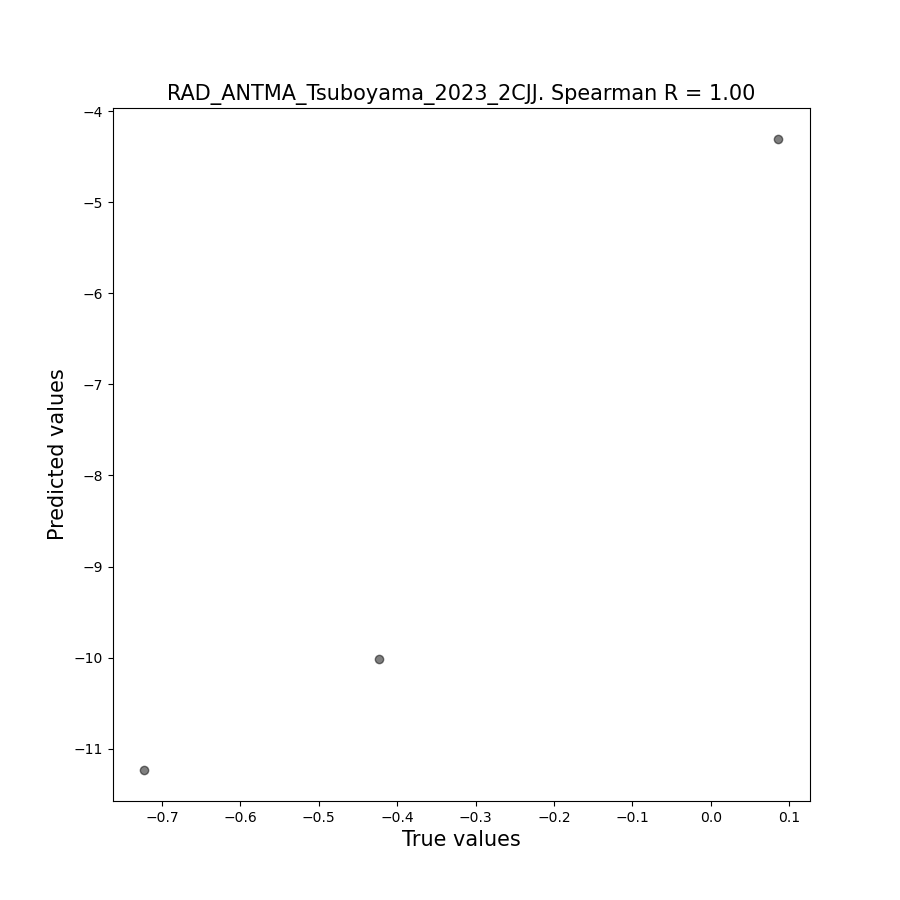 RAD_ANTMA_Tsuboyama_2023_2CJJ. Spearman R = 1.00
−4
−5
−6
−7
−8
−9
−10
−11
Predicted values
−0.7 −0.6 −0.5 −0.4 −0.3 −0.2 −0.1 0.0 0.1
True values